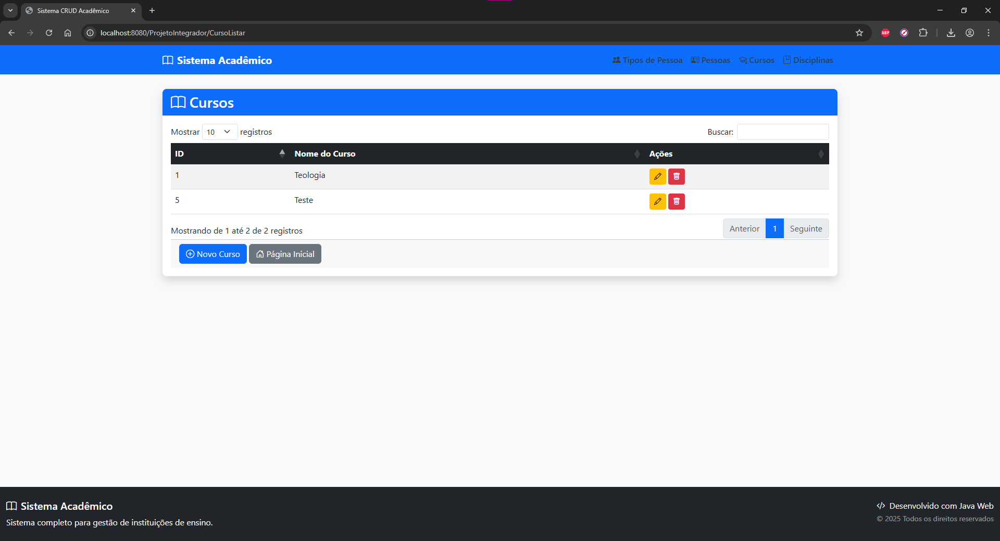 Sistema CRUD Acadêmico
localhost:8080/ProjetoIntegrador/CursoListar
ABP
Sistema Acadêmico
Tipos de Pessoa Pessoas Cursos Disciplinas
Cursos
Mostrar 10 registros
Buscar:
ID Nome do Curso Ações
1 Teologia
5 Teste
Mostrando de 1 até 2 de 2 registros
Anterior 1 Seguinte
Novo Curso Página Inicial
Sistema Acadêmico
Sistema completo para gestão de instituições de ensino.
Desenvolvido com Java Web
© 2025 Todos os direitos reservados